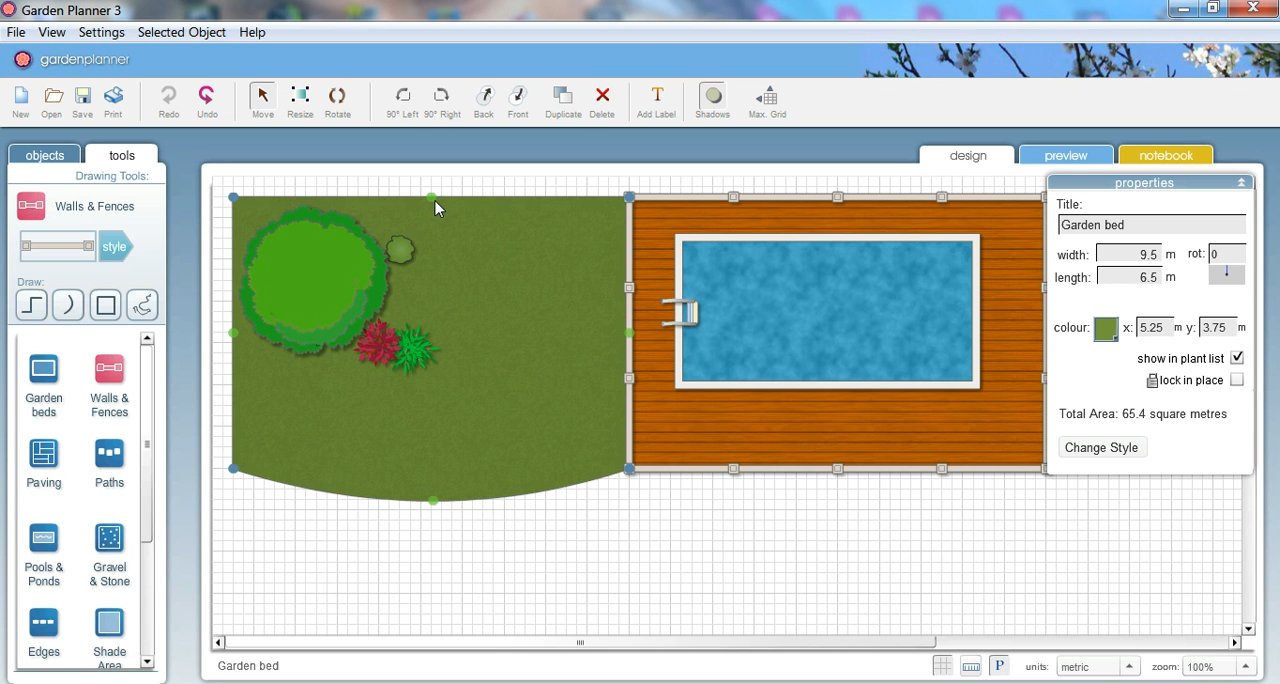 Garden Planner 3
File View Settings Selected Object Help
gardenplanner
New Open Save Print Redo Undo Move Resize Rotate 90° Left 90° Right Back Front Duplicate Delete Add Label Shadows Max. Grid
T
objects tools
design preview notebook
Drawing Tools:
Walls & Fences
style
Draw:
Garden beds
Walls & Fences
Paving
Paths
Pools & Ponds
Gravel & Stone
Edges
Shade Area
properties
Title:
Garden bed
width: 9.5 m rot: 0
length: 6.5 m
colour: x: 5.25 m y: 3.75 m
show in plant list
lock in place
Total Area: 65.4 square metres
Change Style
Garden bed
P units: metric zoom: 100%